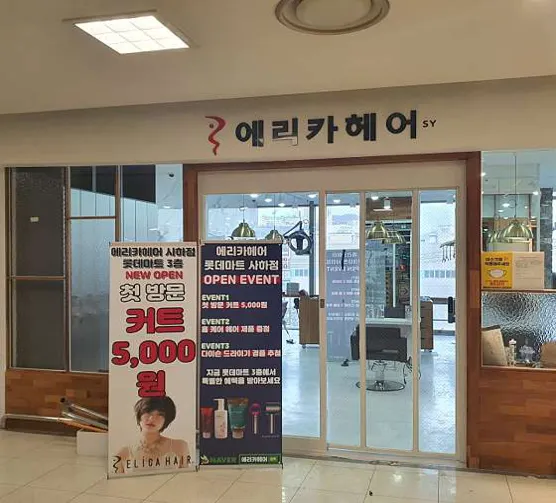 에리카헤어 SY
에리카헤어 사하점
롯데마트 3층
NEW OPEN
첫 방문
커트
5,000
원
ELICA HAIR
에리카헤어
롯데마트 사하점
OPEN EVENT
EVENT1
첫 방문 커트 5,000원
EVENT2
홈 케어 헤어 제품 증정
EVENT3
다이슨 드라이기 경품 추첨
지금 롯데마트 3층에서
특별한 혜택을 받아보세요
NAVER 에리카헤어